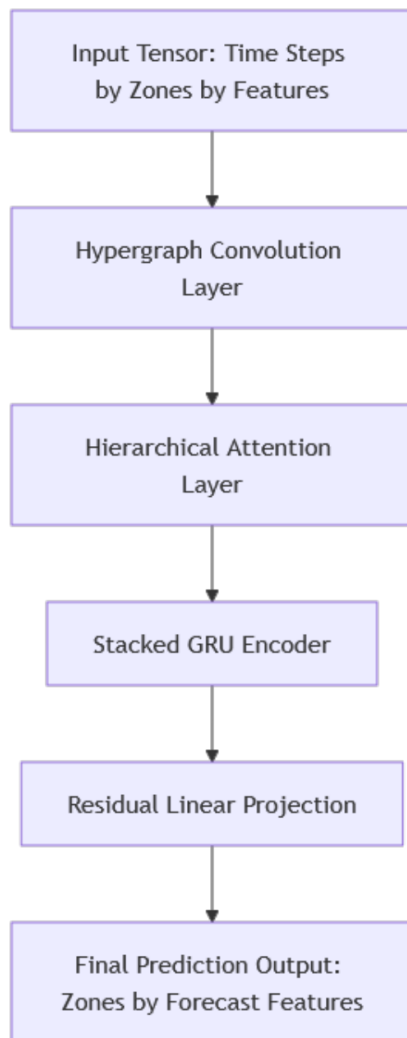 Input Tensor: Time Steps
by Zones by Features
Hypergraph Convolution
Layer
Hierarchical Attention
Layer
Stacked GRU Encoder
Residual Linear Projection
Final Prediction Output:
Zones by Forecast Features